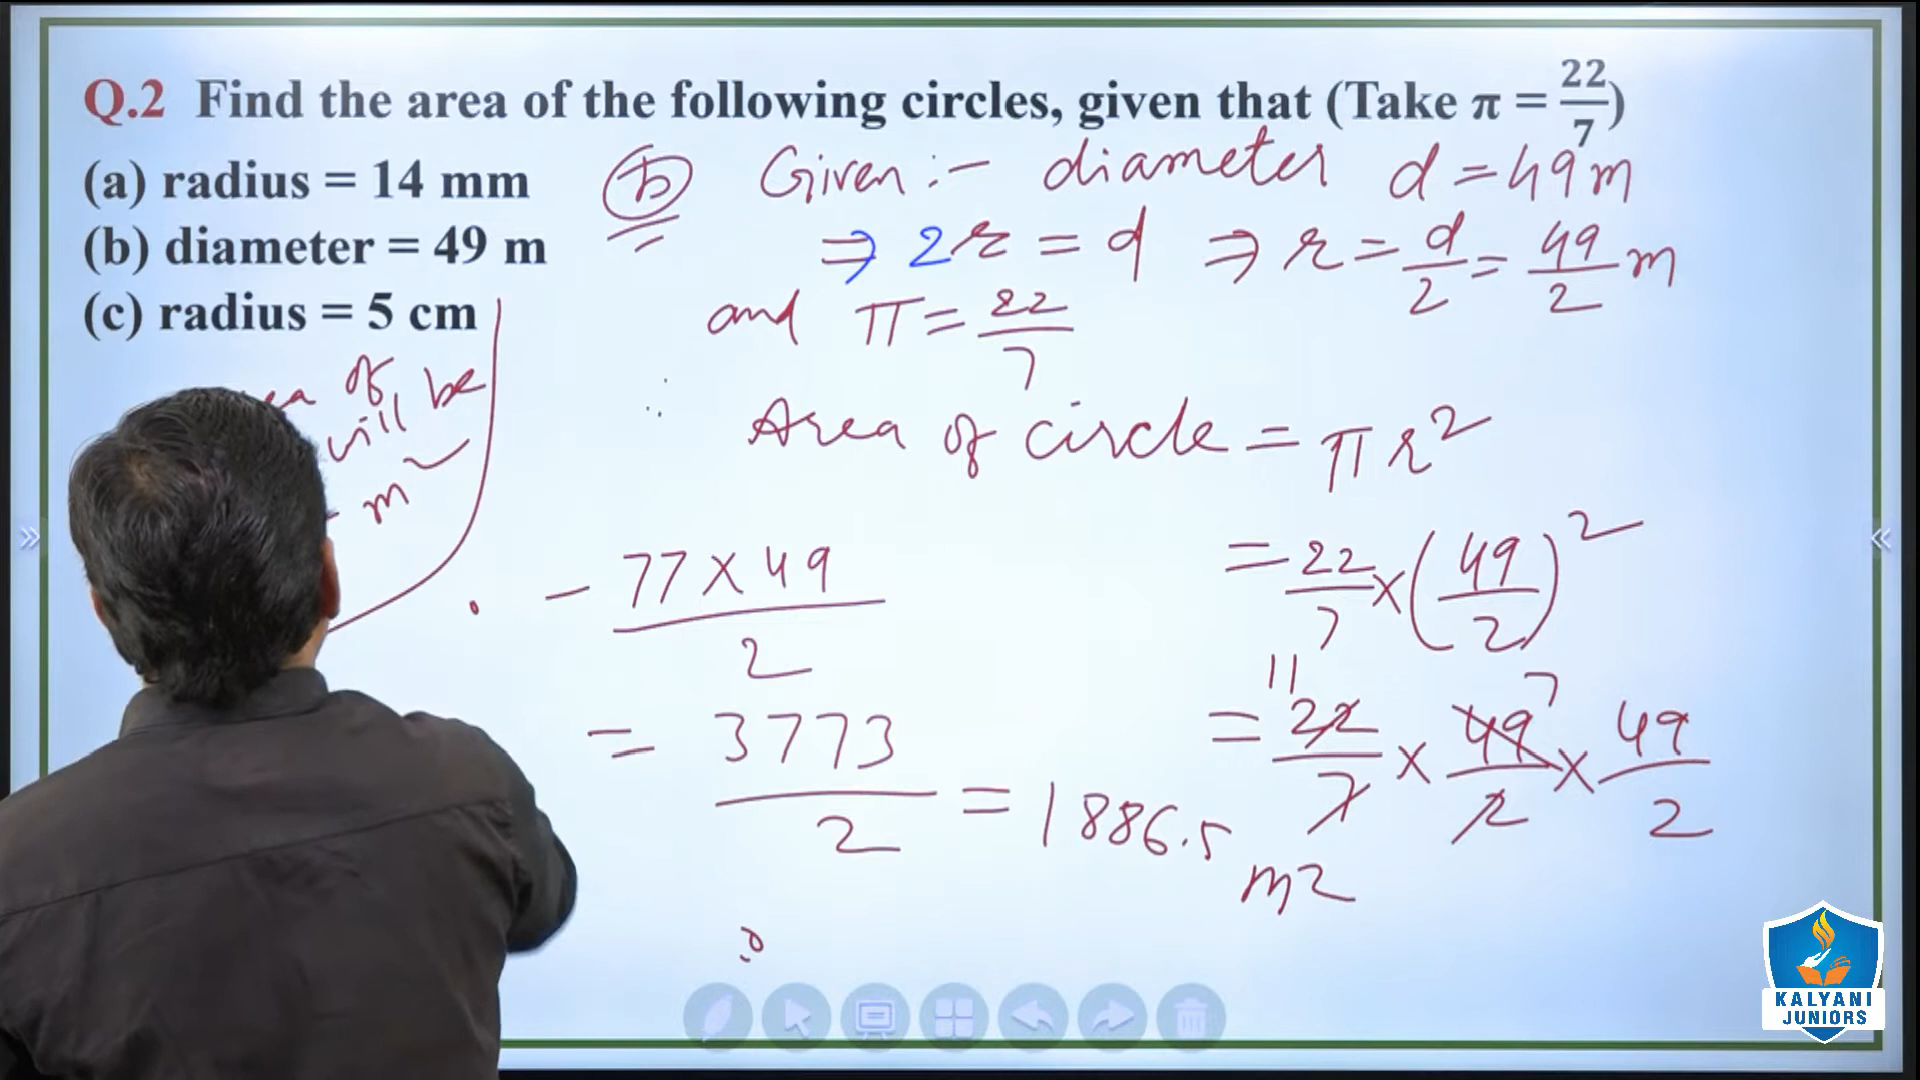 Q.2 Find the area of the following circles, given that (Take π = 22/7)
(a) radius = 14 mm
(b) diameter = 49 m
(c) radius = 5 cm
of
will be
m
(b) Given :- diameter d = 49 m
⇒ 2r = d ⇒ r = d/2 = 49/2 m
and π = 22/7
Area of circle = πr²
= 22/7 × (49/2)²
= 22/7 × 49/2 × 49/2
11 7
- 77 × 49 / 2
= 3773/2 = 1886.5
m2
KALYANI
JUNIORS